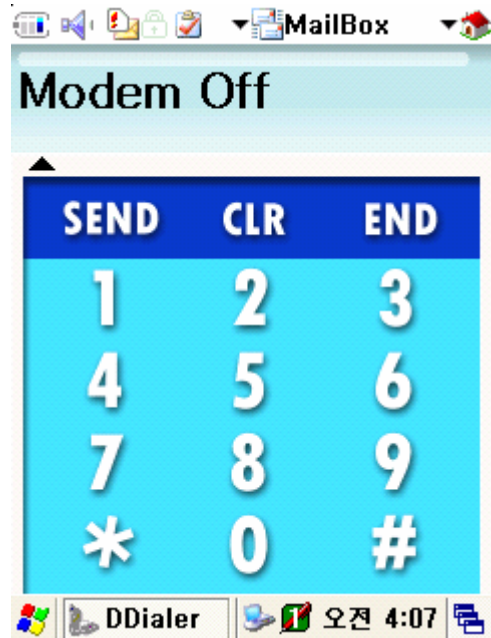 MailBox
Modem Off
SEND CLR END
1 2 3
4 5 6
7 8 9
* 0 #
DDialer 오전 4:07